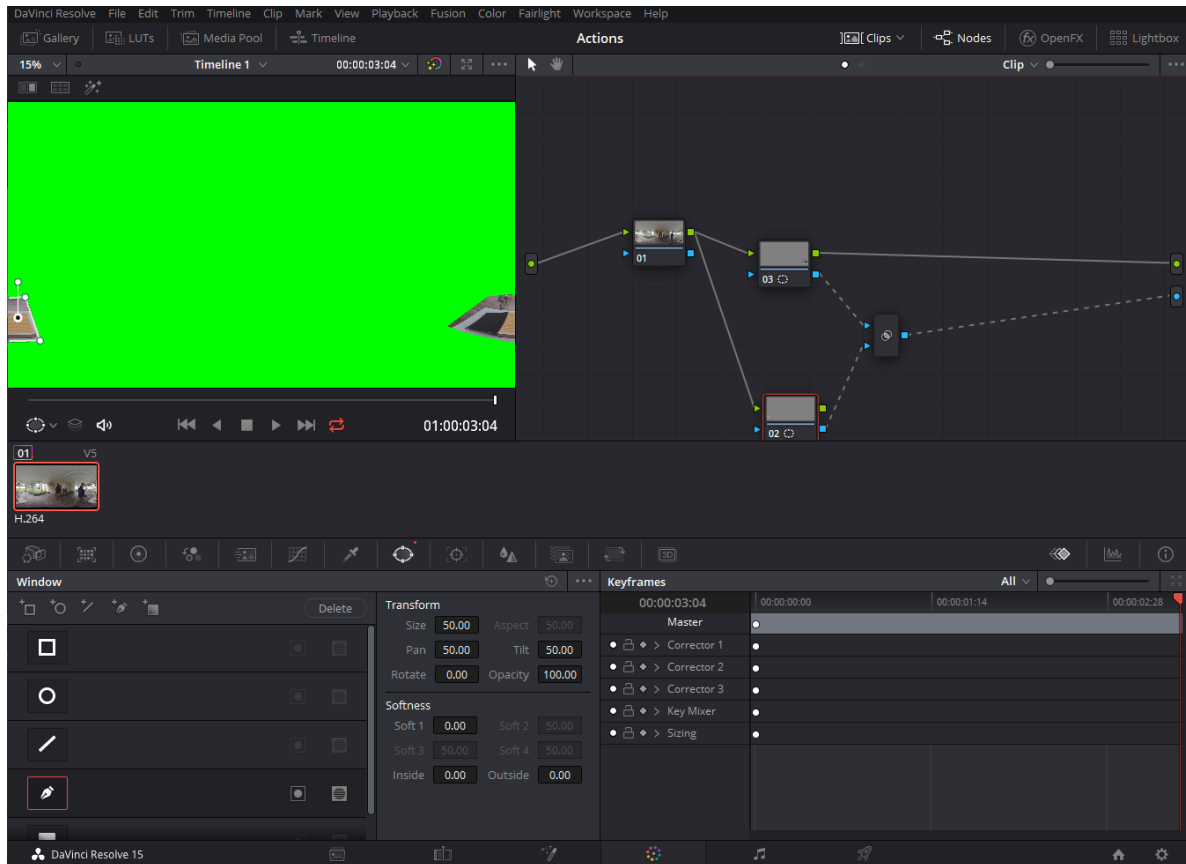 DaVinci Resolve File Edit Trim Timeline Clip Mark View Playback Fusion Color Fairlight Workspace Help
Gallery LUTs Media Pool Timeline Actions Clips Nodes OpenFX Lightbox
15% Timeline 1 00:00:03:04 Clip
01
03
02
01:00:03:04
01 V5
H.264
3D
Window
Delete
Transform
Size 50.00 Aspect 50.00
Pan 50.00 Tilt 50.00
Rotate 0.00 Opacity 100.00
Softness
Soft 1 0.00 Soft 2 50.00
Soft 3 50.00 Soft 4 50.00
Inside 0.00 Outside 0.00
Keyframes All
00:00:03:04 00:00:00:00 00:00:01:14 00:00:02:28
Master
Corrector 1
Corrector 2
Corrector 3
Key Mixer
Sizing
DaVinci Resolve 15